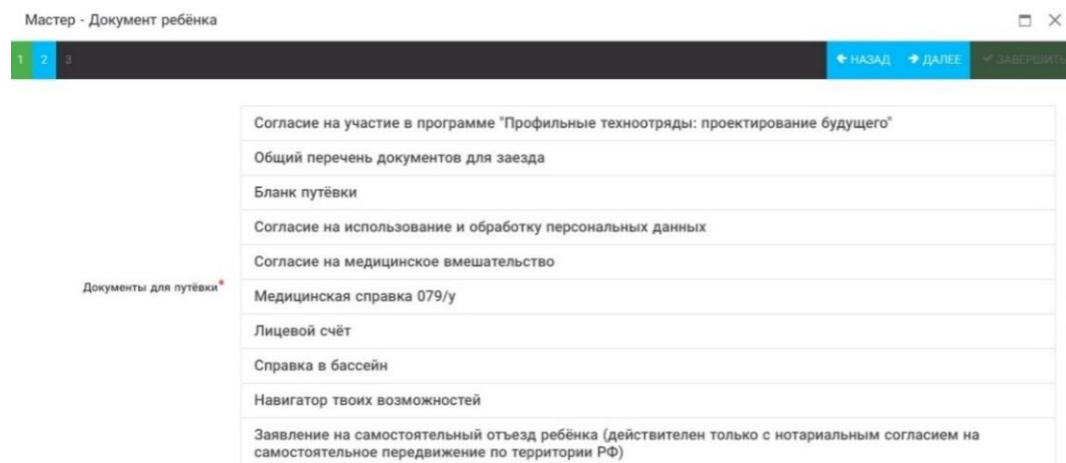 Мастер - Документ ребёнка
1 2 3
НАЗАД ДАЛЕЕ ЗАВЕРШИТЬ
Согласие на участие в программе "Профильные техноотряды: проектирование будущего"
Общий перечень документов для заезда
Бланк путёвки
Согласие на использование и обработку персональных данных
Согласие на медицинское вмешательство
Документы для путёвки*
Медицинская справка 079/у
Лицевой счёт
Справка в бассейн
Навигатор твоих возможностей
Заявление на самостоятельный отъезд ребёнка (действителен только с нотариальным согласием на
самостоятельное передвижение по территории РФ)